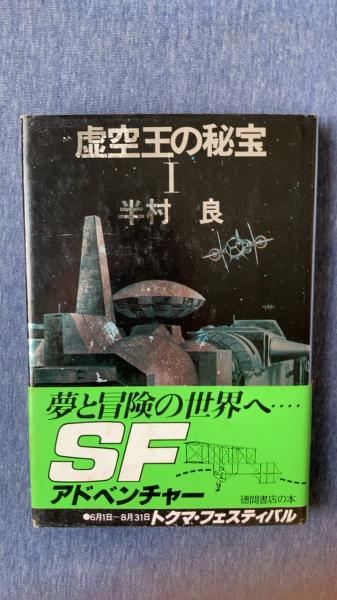 虚空王の秘宝
I
半村 良
夢と冒険の世界へ‥‥
SF
アドベンチャー
徳間書店の本
●6月1日～8月31日 トクマ・フェスティバル